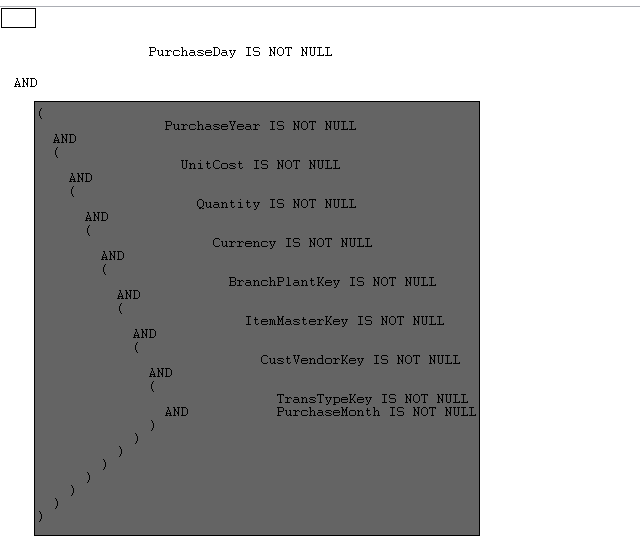 PurchaseDay IS NOT NULL
AND
(
PurchaseYear IS NOT NULL
AND
(
UnitCost IS NOT NULL
AND
(
Quantity IS NOT NULL
AND
(
Currency IS NOT NULL
AND
(
BranchPlantKey IS NOT NULL
AND
(
ItemMasterKey IS NOT NULL
AND
(
CustVendorKey IS NOT NULL
AND
(
TransTypeKey IS NOT NULL
AND PurchaseMonth IS NOT NULL
)
)
)
)
)
)
)
)